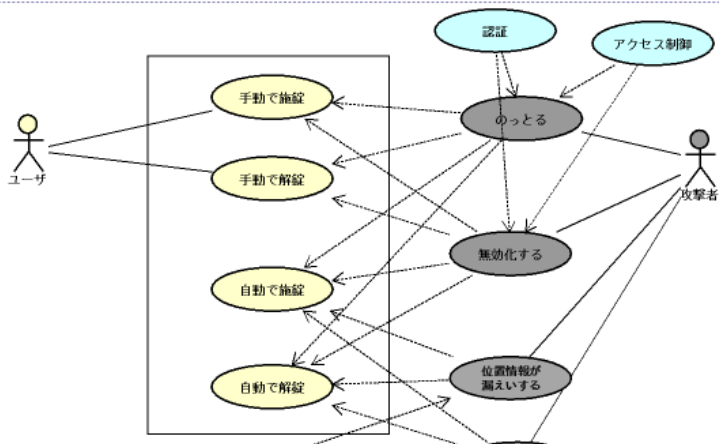 認証
アクセス制御
手動で施錠
のっとる
ユーザ
手動で解錠
攻撃者
無効化する
自動で施錠
位置情報が
漏えいする
自動で解錠